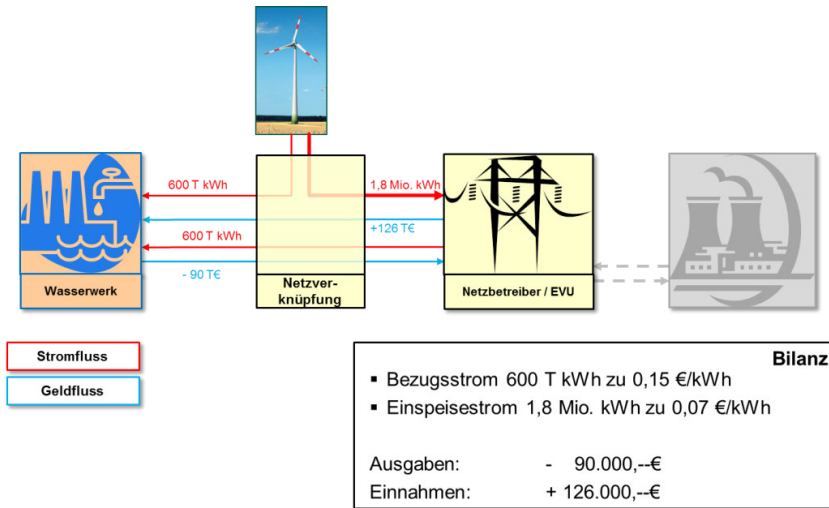 600 T kWh
1,8 Mio. kWh
+126 T€
600 T kWh
- 90 T€
Wasserwerk
Netzver-
knüpfung
Netzbetreiber / EVU
Stromfluss
Geldfluss
Bilanz
▪ Bezugsstrom 600 T kWh zu 0,15 €/kWh
▪ Einspeisestrom 1,8 Mio. kWh zu 0,07 €/kWh
Ausgaben: - 90.000,--€
Einnahmen: + 126.000,--€